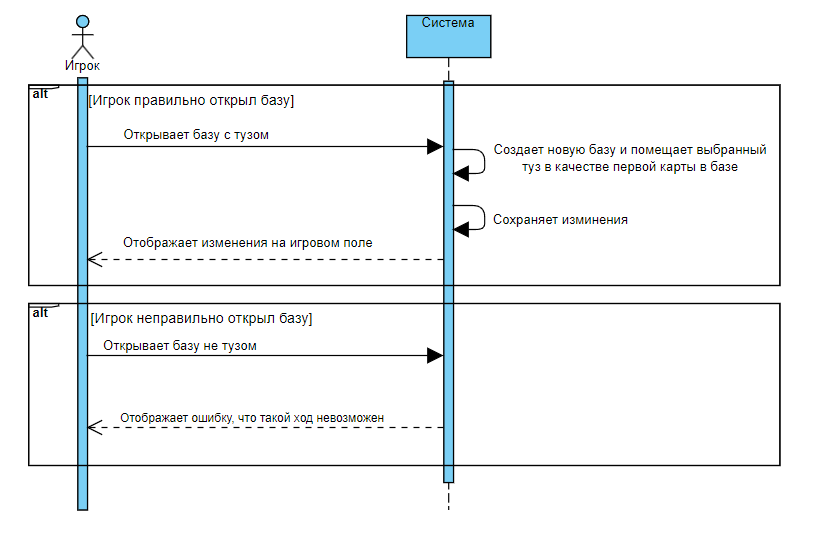 Игрок
Система
alt
[Игрок правильно открыл базу]
Открывает базу с тузом
Создает новую базу и помещает выбранный
туз в качестве первой карты в базе
Сохраняет изминения
Отображает изменения на игровом поле
alt
[Игрок неправильно открыл базу]
Открывает базу не тузом
Отображает ошибку, что такой ход невозможен